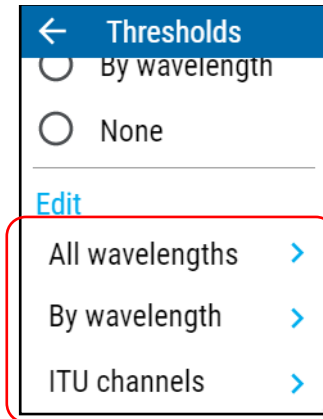 Thresholds
By wavelength
None
Edit
All wavelengths
By wavelength
ITU channels